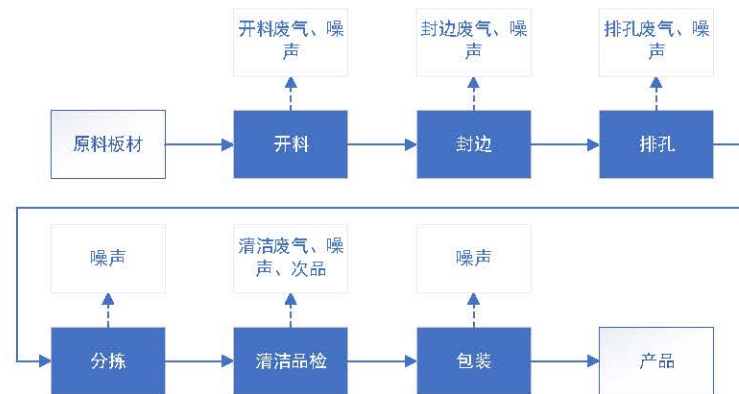 开料废气、噪
声
封边废气、噪
声
排孔废气、噪
声
原料板材
开料
封边
排孔
噪声
清洁废气、噪
声、次品
噪声
分拣
清洁品检
包装
产品